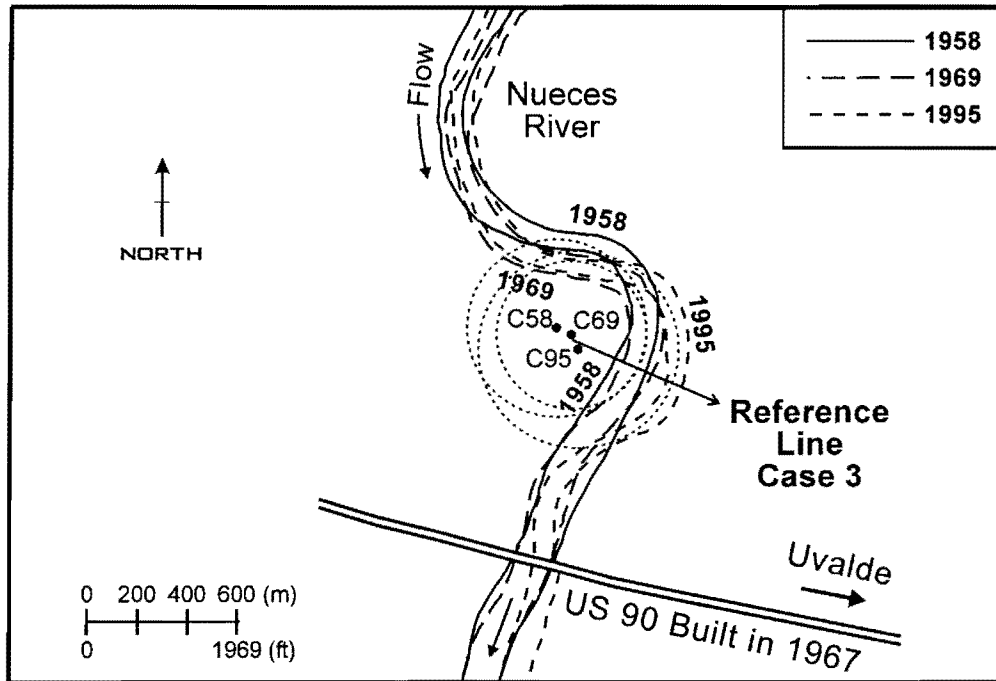 1958
1969
1995
Flow
Nueces
River
NORTH
1958
1969
1995
C58
C69
C95
1958
Reference
Line
Case 3
Uvalde
US 90 Built in 1967
0 200 400 600 (m)
0 1969 (ft)